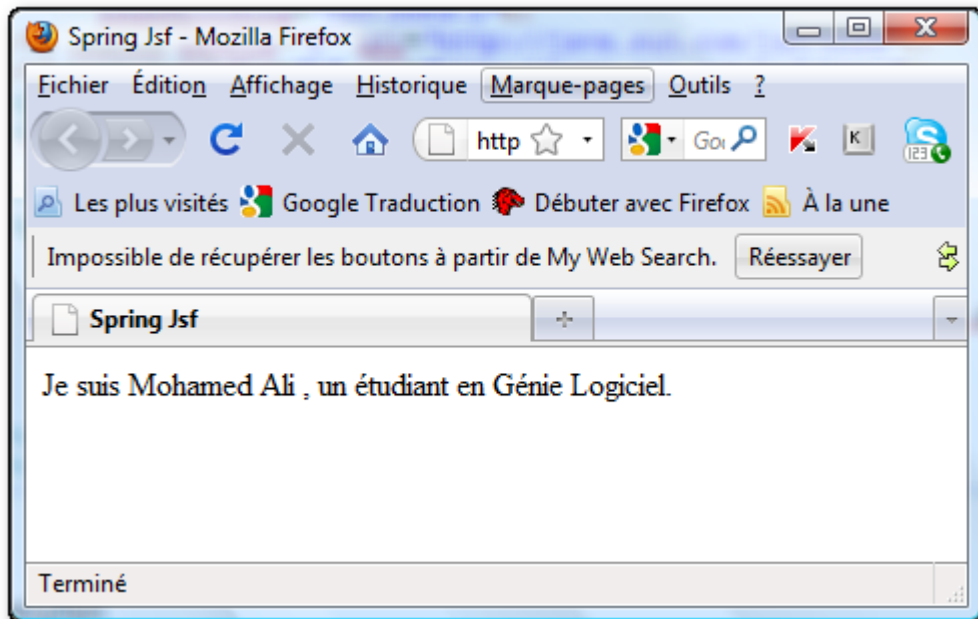 Spring Jsf - Mozilla Firefox
Fichier Édition Affichage Historique Marque-pages Outils ?
http Goo K K 123
Les plus visités Google Traduction Débuter avec Firefox À la une
Impossible de récupérer les boutons à partir de My Web Search. Réessayer
Spring Jsf
Je suis Mohamed Ali , un étudiant en Génie Logiciel.
Terminé